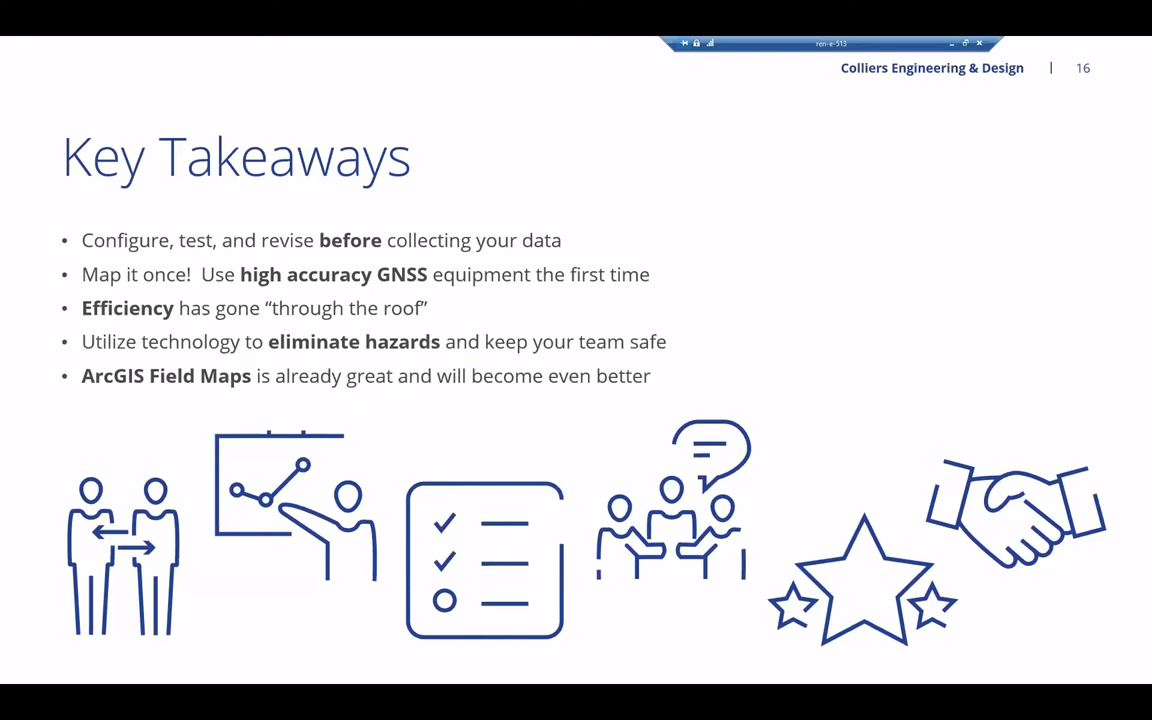 ren-e-513
Colliers Engineering & Design | 16
Key Takeaways
• Configure, test, and revise before collecting your data
• Map it once! Use high accuracy GNSS equipment the first time
• Efficiency has gone “through the roof”
• Utilize technology to eliminate hazards and keep your team safe
• ArcGIS Field Maps is already great and will become even better